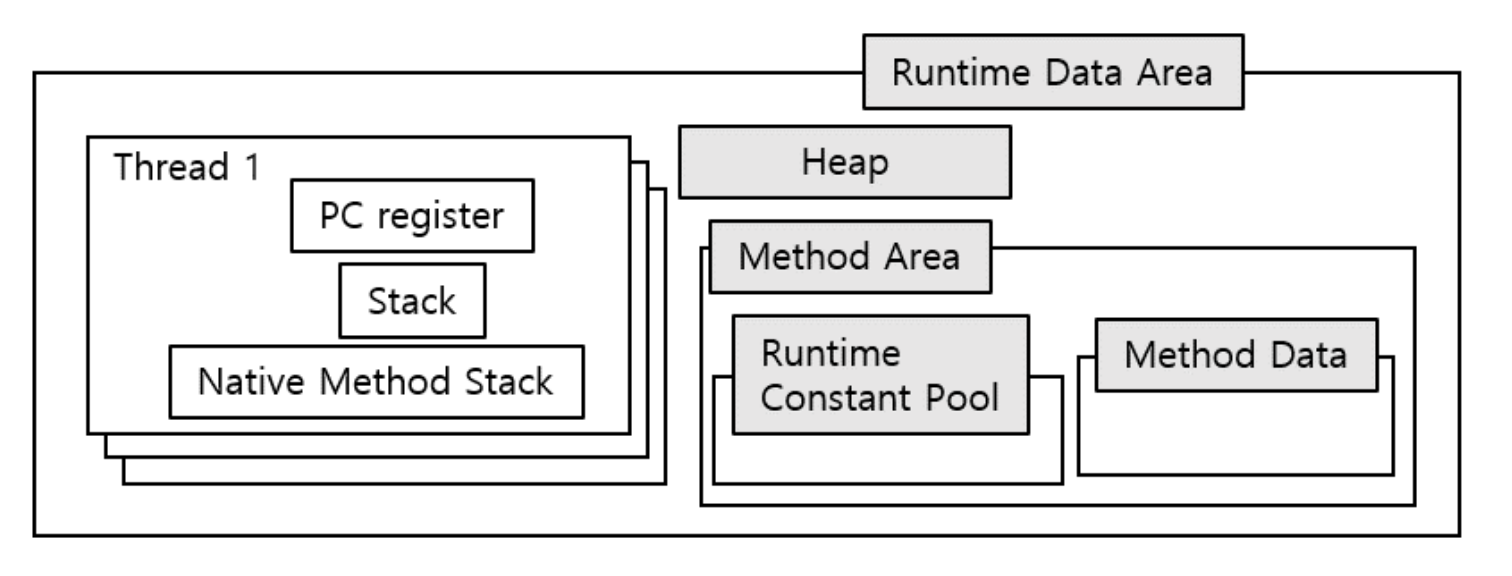 Runtime Data Area
Thread 1
PC register
Stack
Native Method Stack
Heap
Method Area
Runtime
Constant Pool
Method Data